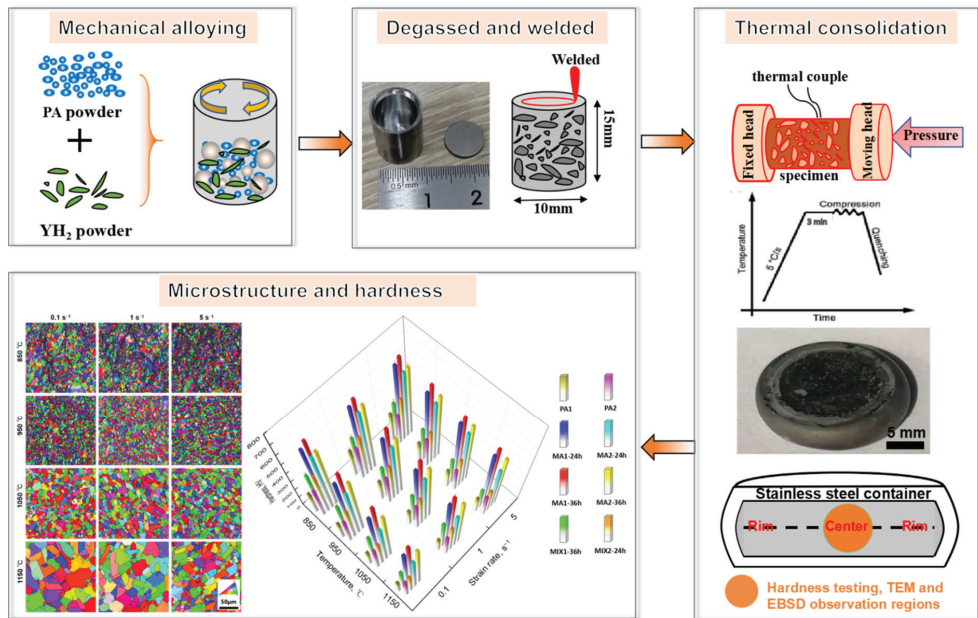 Mechanical alloying
PA powder
+
YH₂ powder
Degassed and welded
Welded
15mm
10mm
0.5 mm
1
2
Thermal consolidation
thermal couple
Fixed head
Moving head
Pressure
specimen
Temperature
Compression
3 min
5 °C/s
Quenching
Time
5 mm
Stainless steel container
Rim
Center
Rim
Hardness testing, TEM and
EBSD observation regions
Microstructure and hardness
0.1 s⁻¹
1 s⁻¹
5 s⁻¹
850 ℃
950 ℃
1050 ℃
1150 ℃
50μm
800
700
600
500
400
300
200
100
850
950
1050
1150
Temperature, ℃
0.1
1
5
Strain rate, s⁻¹
PA1
PA2
MA1-24h
MA2-24h
MA1-36h
MA2-36h
MIX1-36h
MIX2-24h